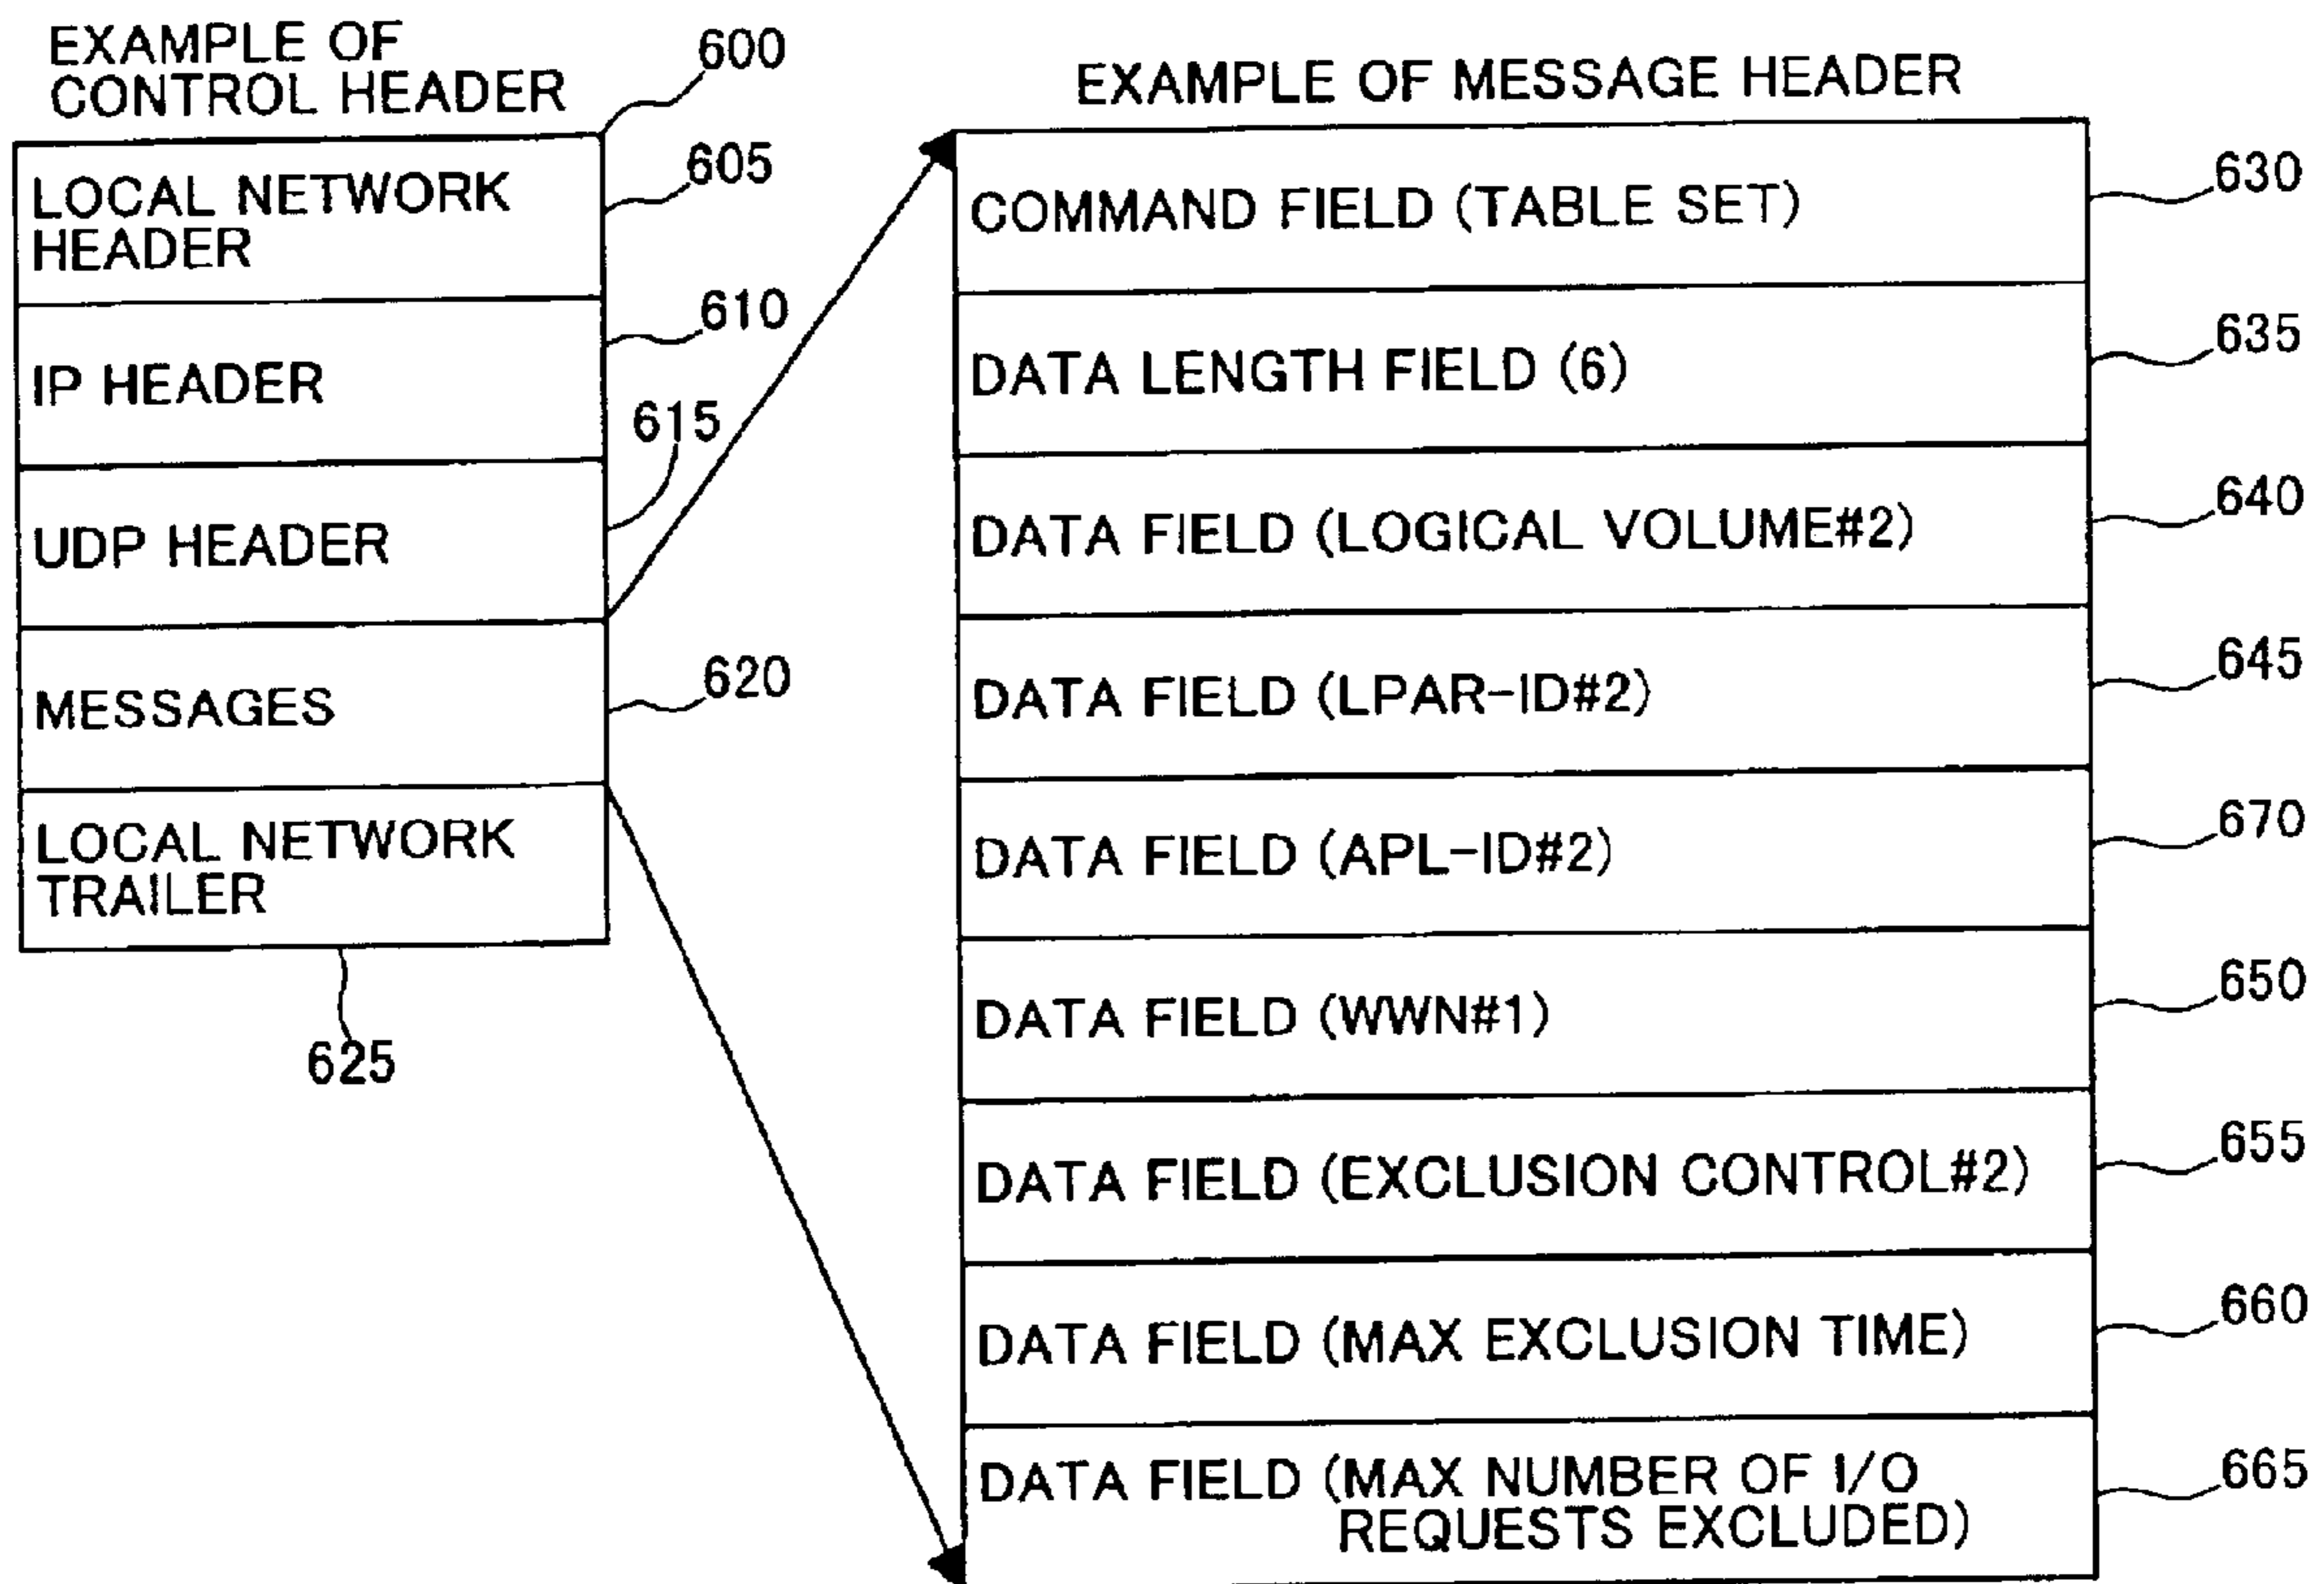 EXAMPLE OF
CONTROL HEADER
600
LOCAL NETWORK
HEADER
605
IP HEADER
610
UDP HEADER
615
MESSAGES
620
LOCAL NETWORK
TRAILER
625
EXAMPLE OF MESSAGE HEADER
COMMAND FIELD (TABLE SET)
630
DATA LENGTH FIELD (6)
635
DATA FIELD (LOGICAL VOLUME#2)
640
DATA FIELD (LPAR-ID#2)
645
DATA FIELD (APL-ID#2)
670
DATA FIELD (WWN#1)
650
DATA FIELD (EXCLUSION CONTROL#2)
655
DATA FIELD (MAX EXCLUSION TIME)
660
DATA FIELD (MAX NUMBER OF I/O
REQUESTS EXCLUDED)
665